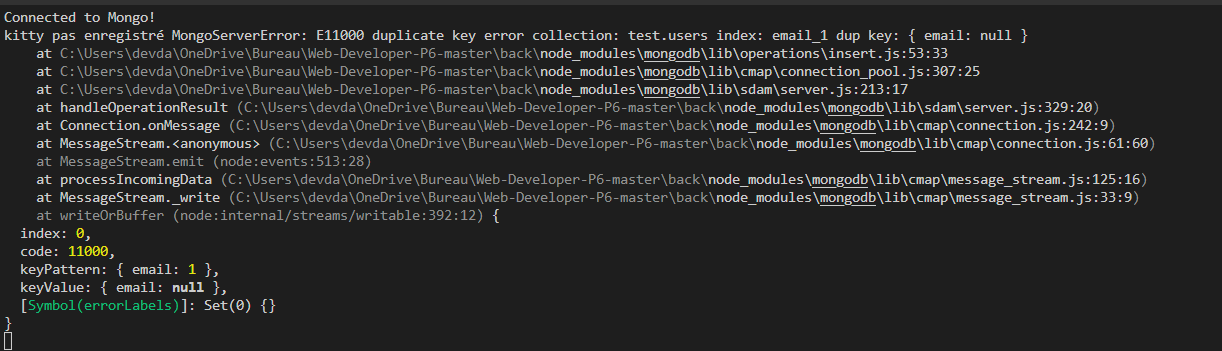 Connected to Mongo!
kitty pas enregistré MongoServerError: E11000 duplicate key error collection: test.users index: email_1 dup key: { email: null }
    at C:\Users\devda\OneDrive\Bureau\Web-Developer-P6-master\back\node_modules\mongodb\lib\operations\insert.js:53:33
    at C:\Users\devda\OneDrive\Bureau\Web-Developer-P6-master\back\node_modules\mongodb\lib\cmap\connection_pool.js:307:25
    at C:\Users\devda\OneDrive\Bureau\Web-Developer-P6-master\back\node_modules\mongodb\lib\sdam\server.js:213:17
    at handleOperationResult (C:\Users\devda\OneDrive\Bureau\Web-Developer-P6-master\back\node_modules\mongodb\lib\sdam\server.js:329:20)
    at Connection.onMessage (C:\Users\devda\OneDrive\Bureau\Web-Developer-P6-master\back\node_modules\mongodb\lib\cmap\connection.js:242:9)
    at MessageStream.<anonymous> (C:\Users\devda\OneDrive\Bureau\Web-Developer-P6-master\back\node_modules\mongodb\lib\cmap\connection.js:61:60)
    at MessageStream.emit (node:events:513:28)
    at processIncomingData (C:\Users\devda\OneDrive\Bureau\Web-Developer-P6-master\back\node_modules\mongodb\lib\cmap\message_stream.js:125:16)
    at MessageStream._write (C:\Users\devda\OneDrive\Bureau\Web-Developer-P6-master\back\node_modules\mongodb\lib\cmap\message_stream.js:33:9)
    at writeOrBuffer (node:internal/streams/writable:392:12) {
  index: 0,
  code: 11000,
  keyPattern: { email: 1 },
  keyValue: { email: null },
  [Symbol(errorLabels)]: Set(0) {}
}